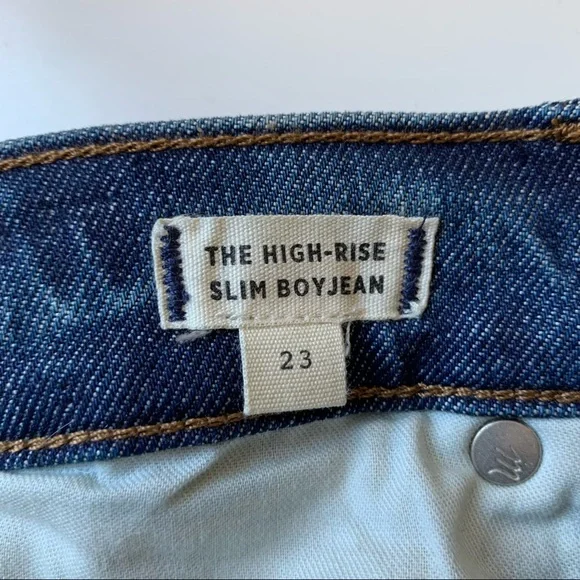 THE HIGH-RISE
SLIM BOYJEAN
23